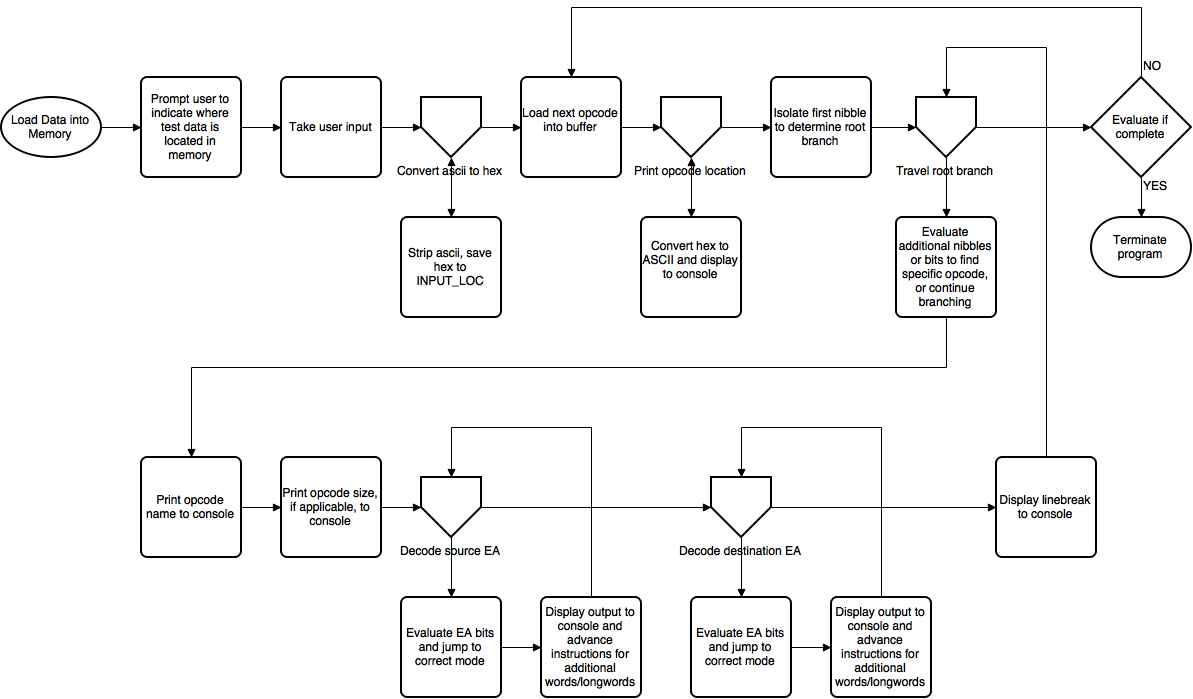 Load Data into
Memory
Prompt user to
indicate where
test data is
located in
memory
Take user input
Convert ascii to hex
Strip ascii, save
hex to
INPUT_LOC
Load next opcode
into buffer
Print opcode location
Convert hex to
ASCII and display
to console
Isolate first nibble
to determine root
branch
Travel root branch
Evaluate
additional nibbles
or bits to find
specific opcode,
or continue
branching
NO
Evaluate if
complete
YES
Terminate
program
Print opcode
name to console
Print opcode size,
if applicable, to
console
Decode source EA
Evaluate EA bits
and jump to
correct mode
Display output to
console and
advance
instructions for
additional
words/longwords
Decode destination EA
Evaluate EA bits
and jump to
correct mode
Display output to
console and
advance
instructions for
additional
words/longwords
Display linebreak
to console